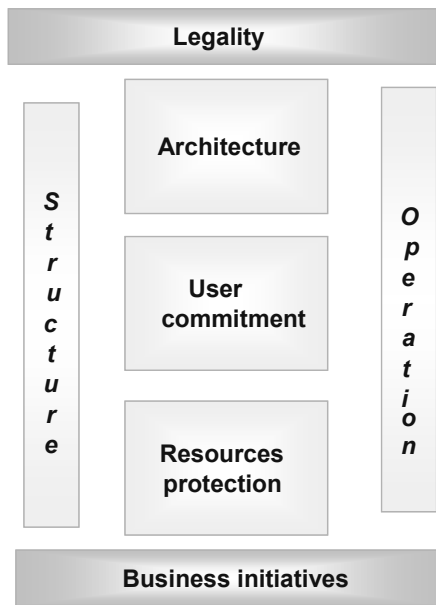 Legality
Structure
Architecture
User
commitment
Resources
protection
Operation
Business initiatives